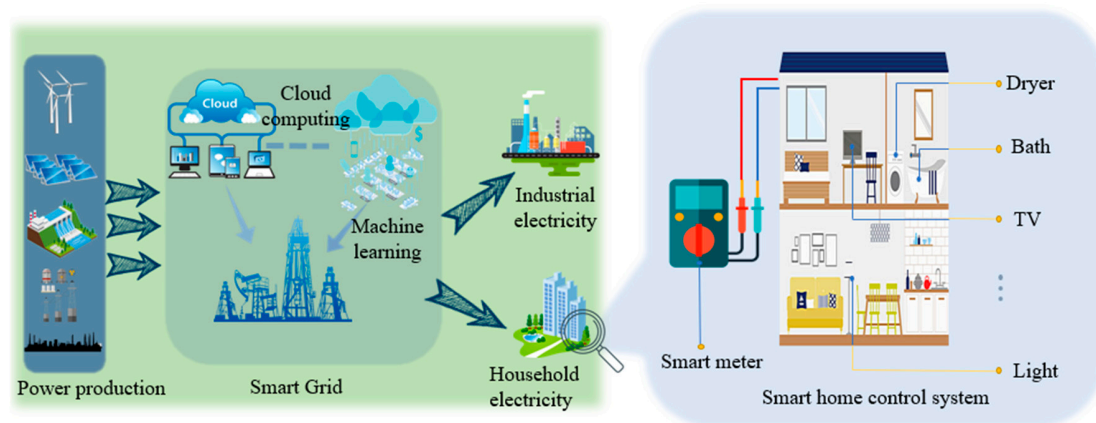 Cloud
Cloud
computing
$
Machine
learning
Power production
Smart Grid
Industrial
electricity
Household
electricity
Smart meter
Smart home control system
Dryer
Bath
TV
Light